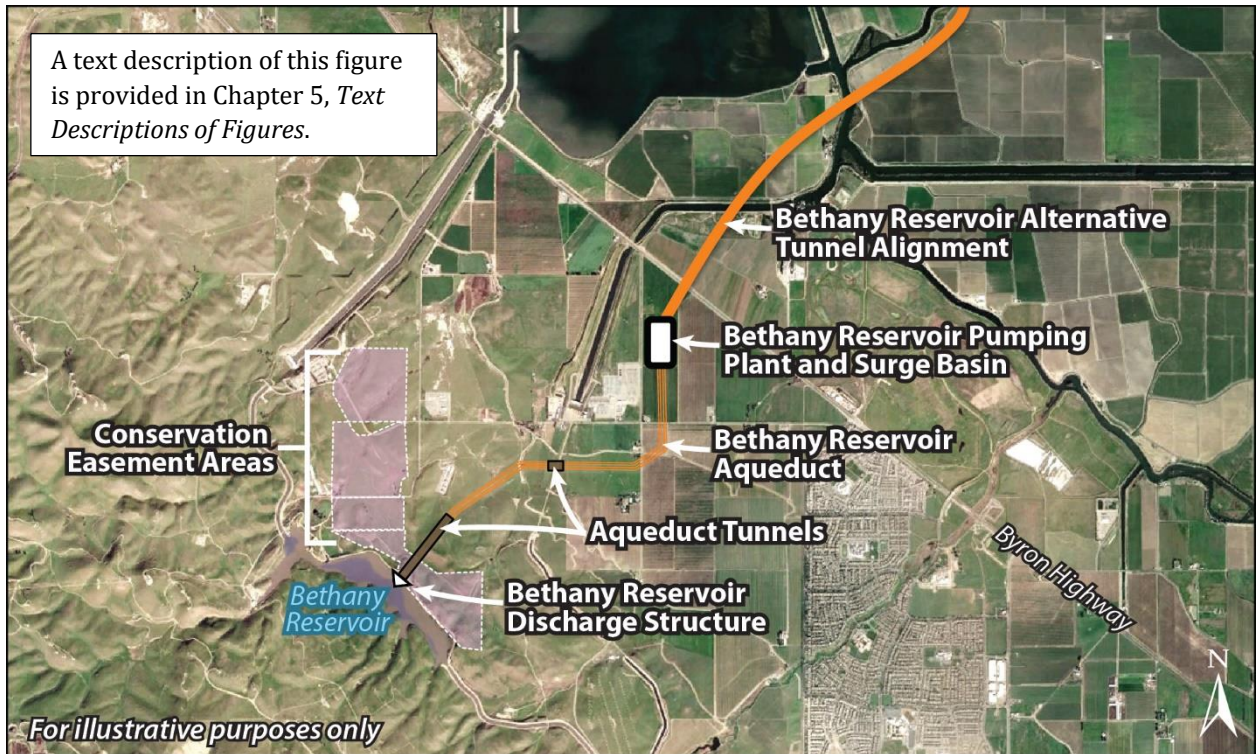 A text description of this figure
is provided in Chapter 5, Text
Descriptions of Figures.
Bethany Reservoir Alternative
Tunnel Alignment
Bethany Reservoir Pumping
Plant and Surge Basin
Conservation
Easement Areas
Bethany Reservoir
Aqueduct
Aqueduct Tunnels
Byron Highway
Bethany
Reservoir
Bethany Reservoir
Discharge Structure
N
For illustrative purposes only